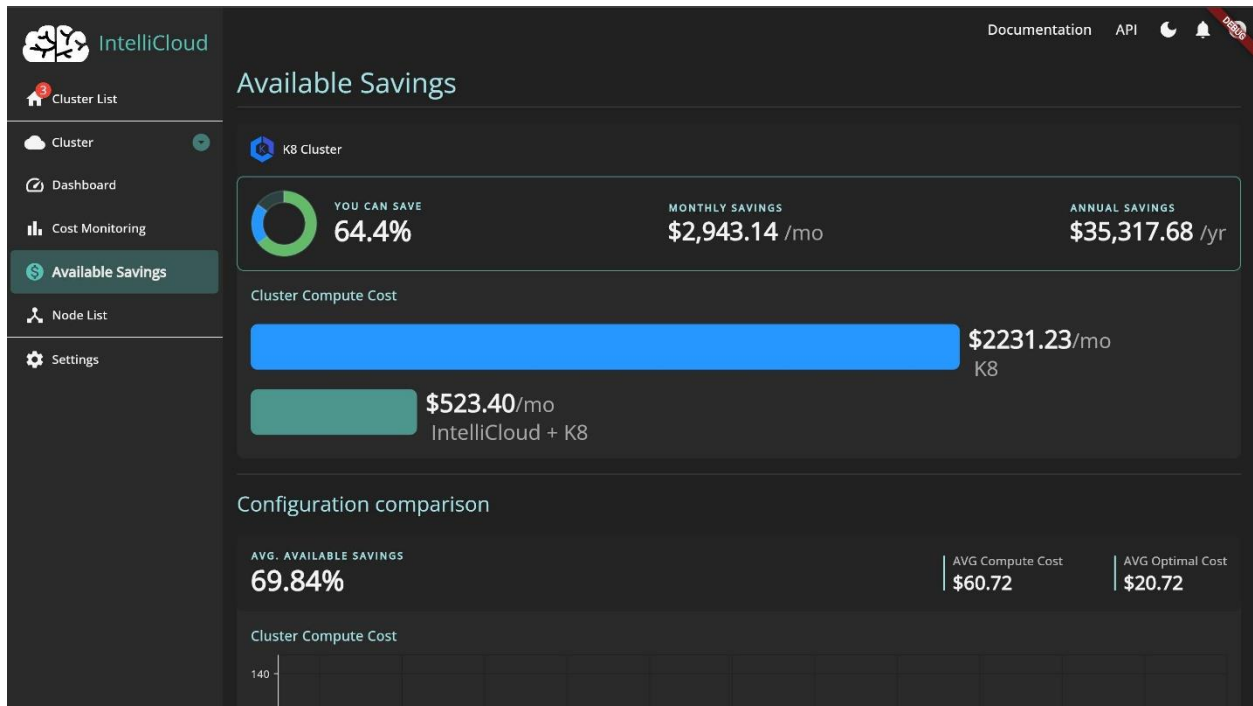 IntelliCloud
Documentation API
DEBUG
3
Cluster List
Cluster
Dashboard
Cost Monitoring
Available Savings
Node List
Settings
Available Savings
K8 Cluster
YOU CAN SAVE
64.4%
MONTHLY SAVINGS
$2,943.14 /mo
ANNUAL SAVINGS
$35,317.68 /yr
Cluster Compute Cost
$2231.23/mo
K8
$523.40/mo
IntelliCloud + K8
Configuration comparison
AVG. AVAILABLE SAVINGS
69.84%
AVG Compute Cost
$60.72
AVG Optimal Cost
$20.72
Cluster Compute Cost
140